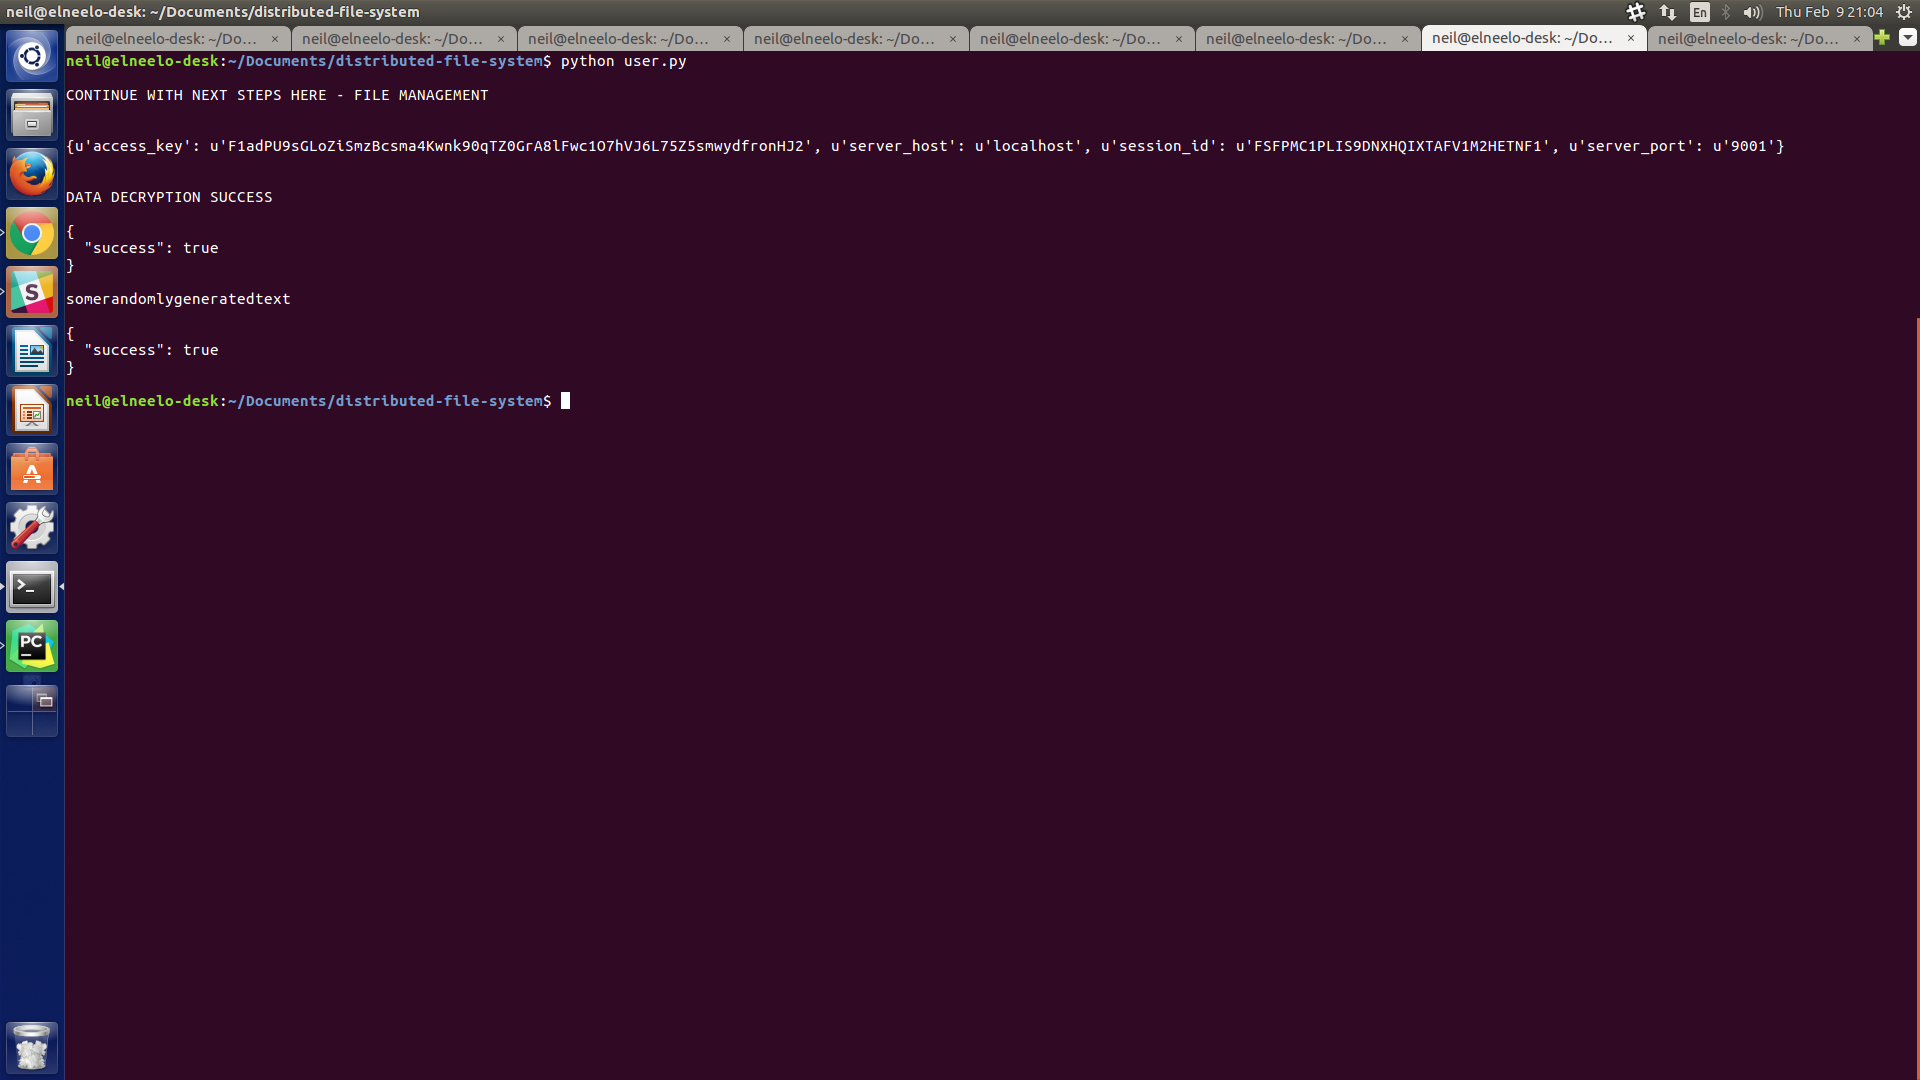 neil@elneelo-desk: ~/Documents/distributed-file-system
En
Thu Feb 9 21:04
neil@elneelo-desk: ~/Do... ×
neil@elneelo-desk: ~/Do... ×
neil@elneelo-desk: ~/Do... ×
neil@elneelo-desk: ~/Do... ×
neil@elneelo-desk: ~/Do... ×
neil@elneelo-desk: ~/Do... ×
neil@elneelo-desk: ~/Do... ×
neil@elneelo-desk: ~/Do... ×
neil@elneelo-desk:~/Documents/distributed-file-system$ python user.py
CONTINUE WITH NEXT STEPS HERE - FILE MANAGEMENT
{u'access_key': u'F1adPU9sGLoZiSmzBcsma4Kwnk90qTZ0GrA8lFwc1O7hVJ6L75Z5smwydfronHJ2', u'server_host': u'localhost', u'session_id': u'FSFPMC1PLIS9DNXHQIXTAFV1M2HETNF1', u'server_port': u'9001'}
DATA DECRYPTION SUCCESS
{
  "success": true
}
somerandomlygeneratedtext
{
  "success": true
}
neil@elneelo-desk:~/Documents/distributed-file-system$
S
A
>_
PC